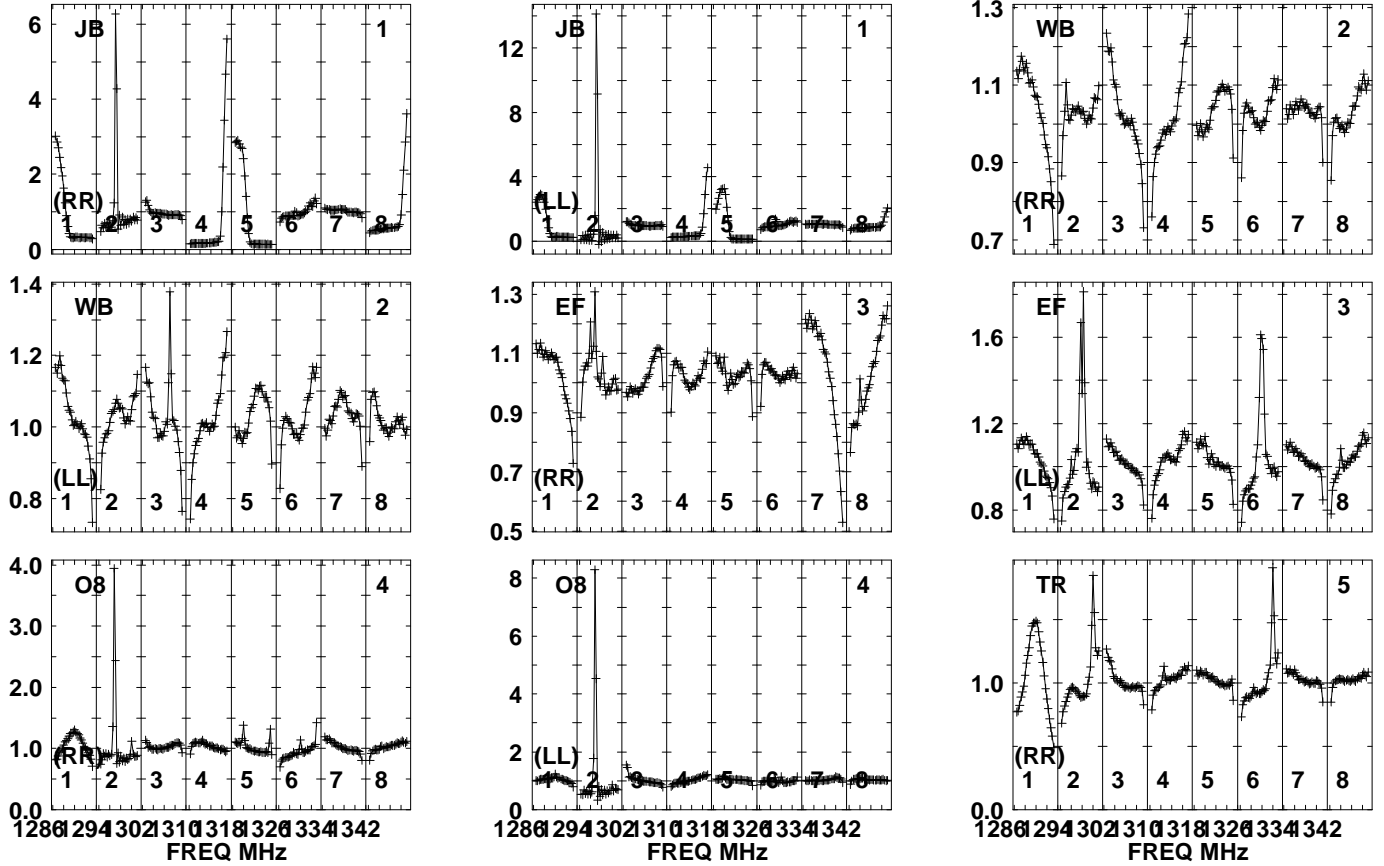 6 JB 1
4
2
(RR)
0 1 2 3 4 5 6 7 8
JB 1
12
8
4
(LL)
0 1 2 3 4 5 6 7 8
1.3 WB 2
1.1
0.9
(RR)
0.7 1 2 3 4 5 6 7 8
1.4 WB 2
1.2
1.0
(LL)
0.8 1 2 3 4 5 6 7 8
1.3 EF 3
1.1
0.9
0.7
(RR)
1 2 3 4 5 6 7 8
0.5
EF 3
1.6
1.2
(LL)
0.8 1 2 3 4 5 6 7 8
4.0 O8 4
3.0
2.0
1.0 (RR)
1 2 3 4 5 6 7 8
0.0
1286 1294 1302 1310 1318 1326 1334 1342
FREQ MHz
8 O8 4
6
4
2 (LL)
1 2 3 4 5 6 7 8
0
1286 1294 1302 1310 1318 1326 1334 1342
FREQ MHz
TR 5
1.0
(RR)
1 2 3 4 5 6 7 8
0.0
1286 1294 1302 1310 1318 1326 1334 1342
FREQ MHz